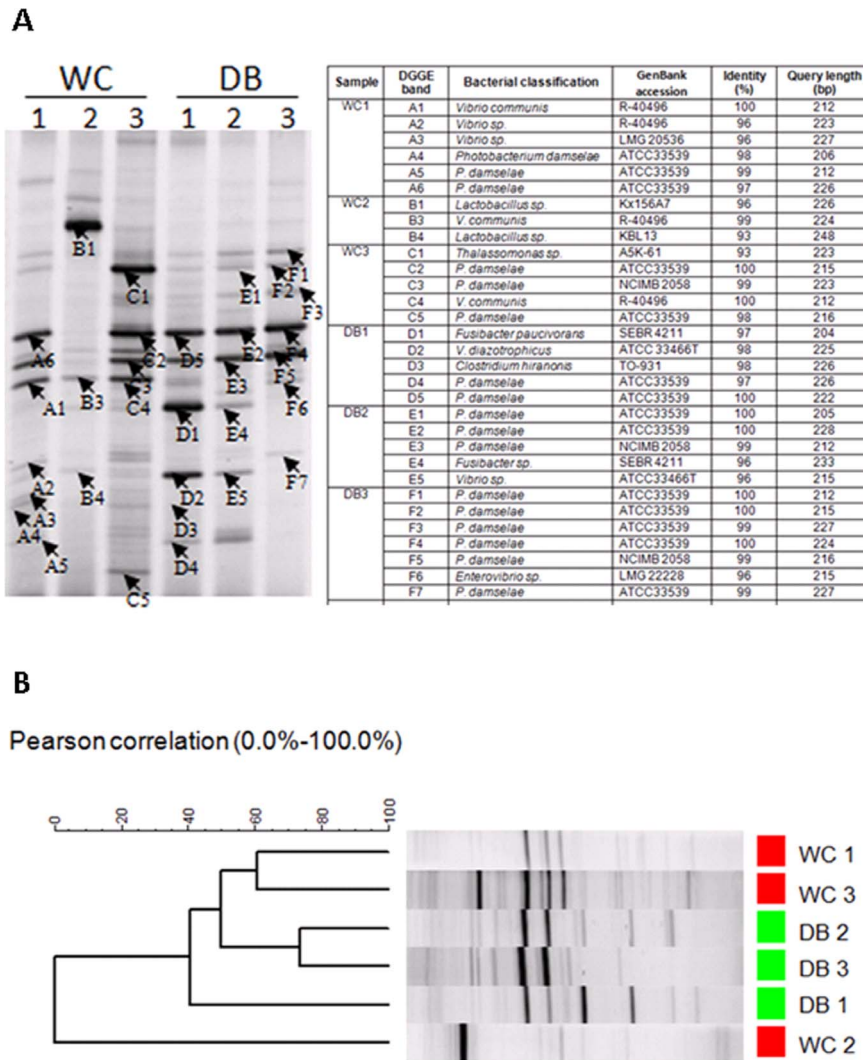 A
WC DB
1 2 3 1 2 3
B1
C1
E1
F1
F2
F3
A6
C2
D5
E2
F4
C3
E3
F5
A1
B3
C4
F6
D1
E4
A2
B4
D2
E5
F7
A3
D3
A4
A5
D4
C5
Sample DGGE band Bacterial classification GenBank accession Identity (%) Query length (bp)
WC1 A1 Vibrio communis R-40496 100 212
A2 Vibrio sp. R-40496 96 223
A3 Vibrio sp. LMG 20536 96 227
A4 Photobacterium damselae ATCC33539 98 206
A5 P. damselae ATCC33539 99 212
A6 P. damselae ATCC33539 97 226
WC2 B1 Lactobacillus sp. Kx156A7 96 226
B3 V. communis R-40496 99 224
B4 Lactobacillus sp. KBL13 93 248
WC3 C1 Thalassomonas sp. A5K-61 93 223
C2 P. damselae ATCC33539 100 215
C3 P. damselae NCIMB 2058 99 223
C4 V. communis R-40496 100 212
C5 P. damselae ATCC33539 98 216
DB1 D1 Fusibacter paucivorans SEBR 4211 97 204
D2 V. diazotrophicus ATCC 33466T 98 225
D3 Clostridium hiranonis TO-931 98 226
D4 P. damselae ATCC33539 97 226
D5 P. damselae ATCC33539 100 222
DB2 E1 P. damselae ATCC33539 100 205
E2 P. damselae ATCC33539 100 228
E3 P. damselae NCIMB 2058 99 212
E4 Fusibacter sp. SEBR 4211 96 233
E5 Vibrio sp. ATCC33466T 96 215
DB3 F1 P. damselae ATCC33539 100 212
F2 P. damselae ATCC33539 100 215
F3 P. damselae ATCC33539 99 227
F4 P. damselae ATCC33539 100 224
F5 P. damselae NCIMB 2058 99 216
F6 Enterovibrio sp. LMG 22228 96 215
F7 P. damselae ATCC33539 99 227
B
Pearson correlation (0.0%-100.0%)
0 20 40 60 80 100
WC 1
WC 3
DB 2
DB 3
DB 1
WC 2